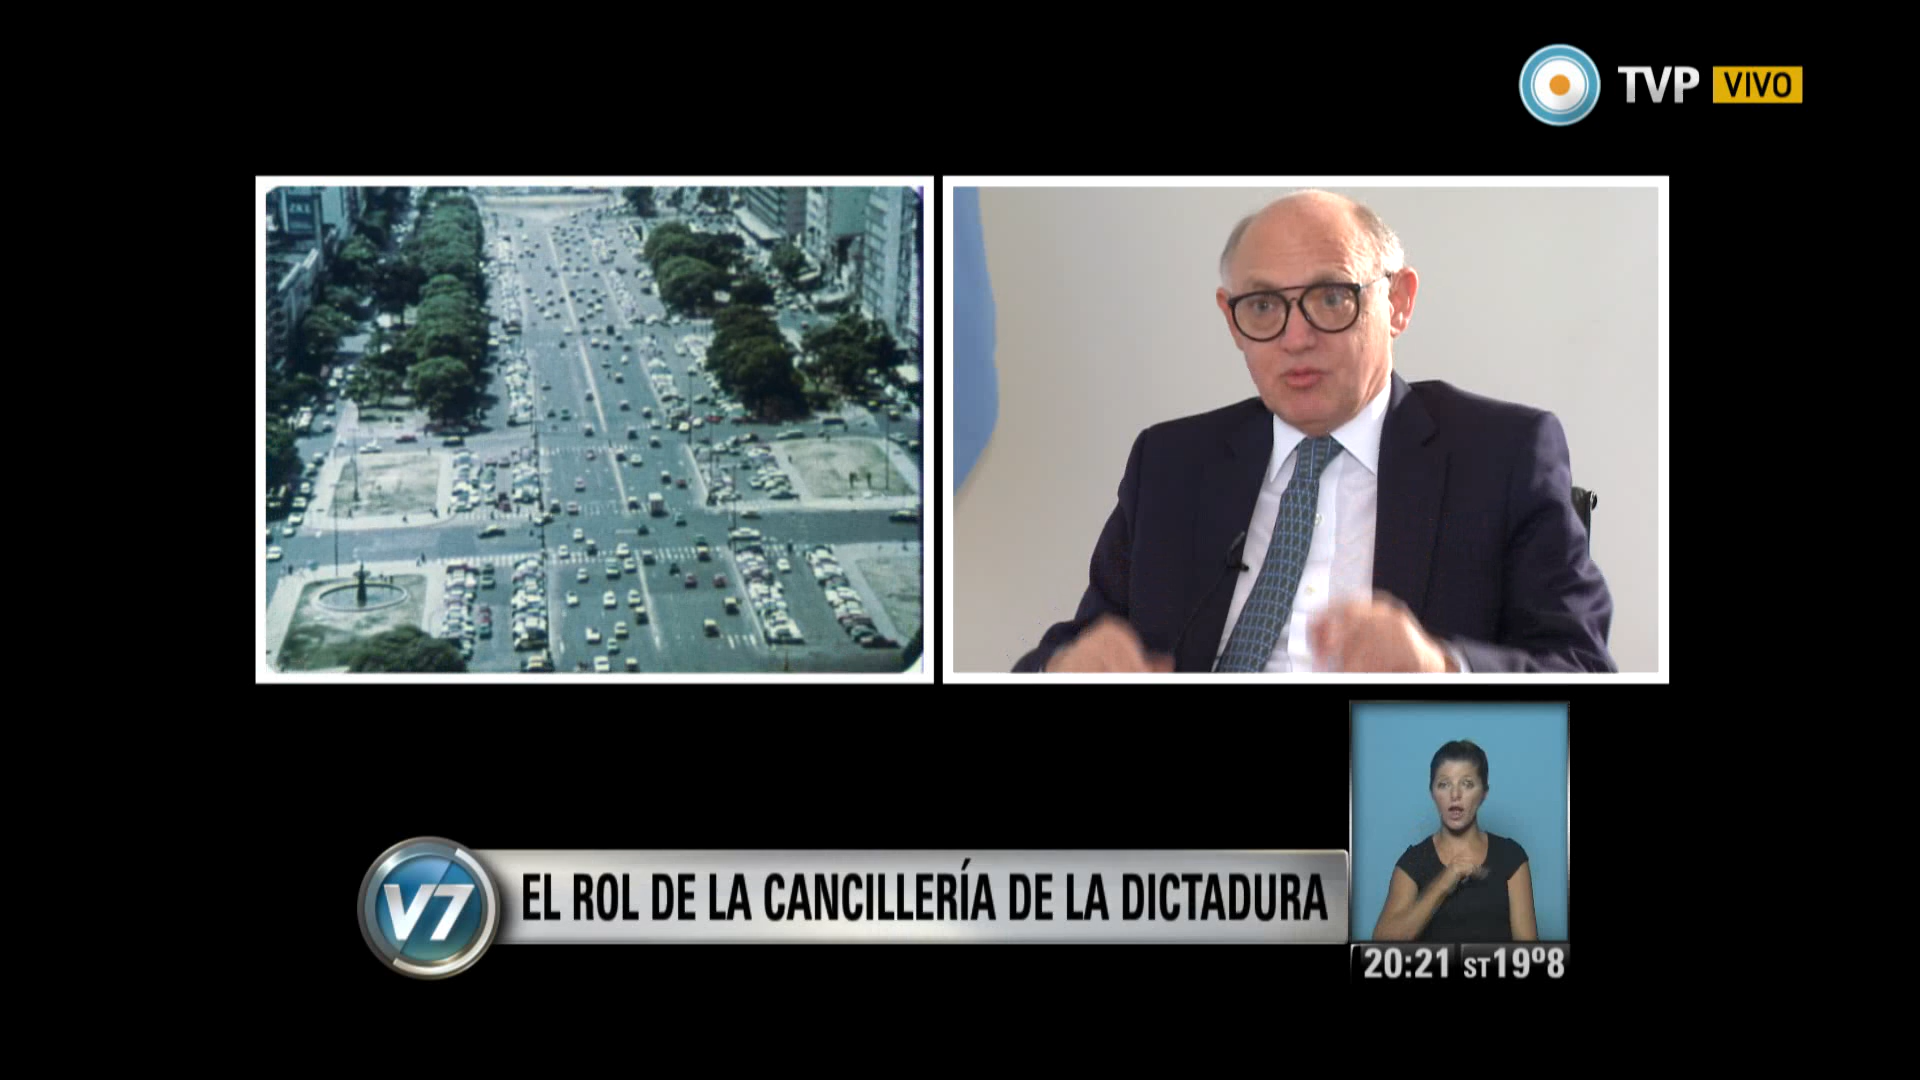 TVP VIVO
V7
EL ROL DE LA CANCILLERÍA DE LA DICTADURA
20:21 ST 19º8